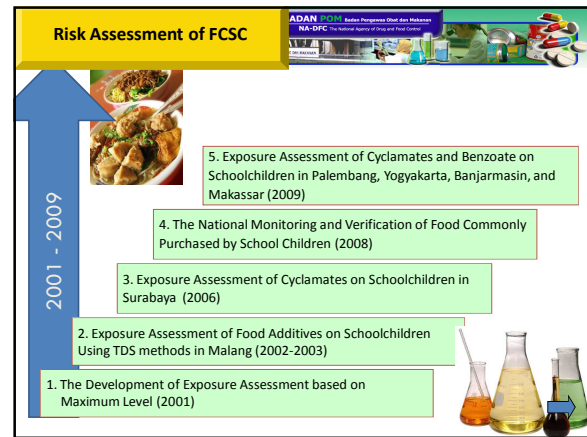 Risk Assessment of FCSC
ADAN POM Badan Pengawas Obat dan Makanan
NA-DFC The National Agency of Drug and Food Control
5. Exposure Assessment of Cyclamates and Benzoate on
Schoolchildren in Palembang, Yogyakarta, Banjarmasin, and
Makassar (2009)
4. The National Monitoring and Verification of Food Commonly
Purchased by School Children (2008)
3. Exposure Assessment of Cyclamates on Schoolchildren in
Surabaya (2006)
2. Exposure Assessment of Food Additives on Schoolchildren
Using TDS methods in Malang (2002-2003)
1. The Development of Exposure Assessment based on
Maximum Level (2001)
2001 - 2009